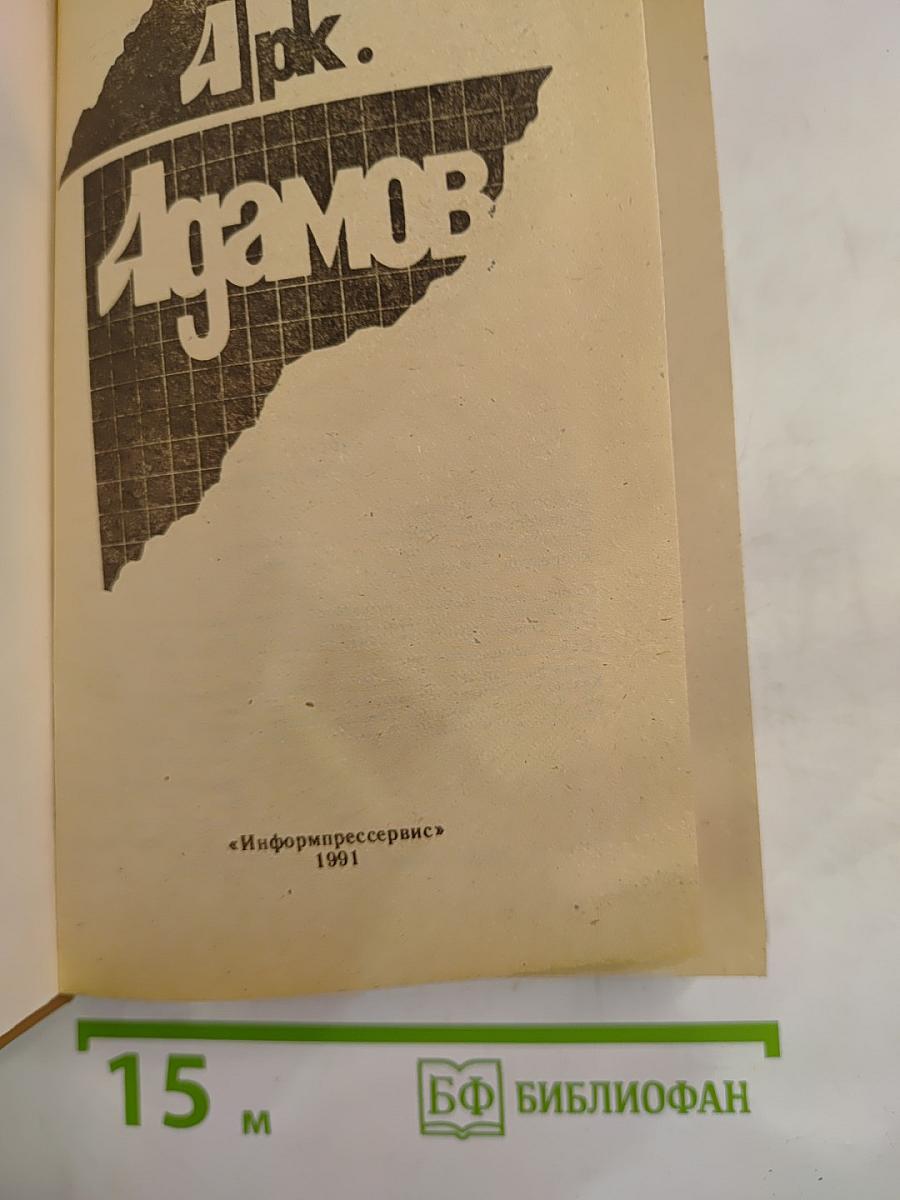 Арк.
Адамов
«Информпрессервис»
1991
15 м
БФ БИБЛИОФАН